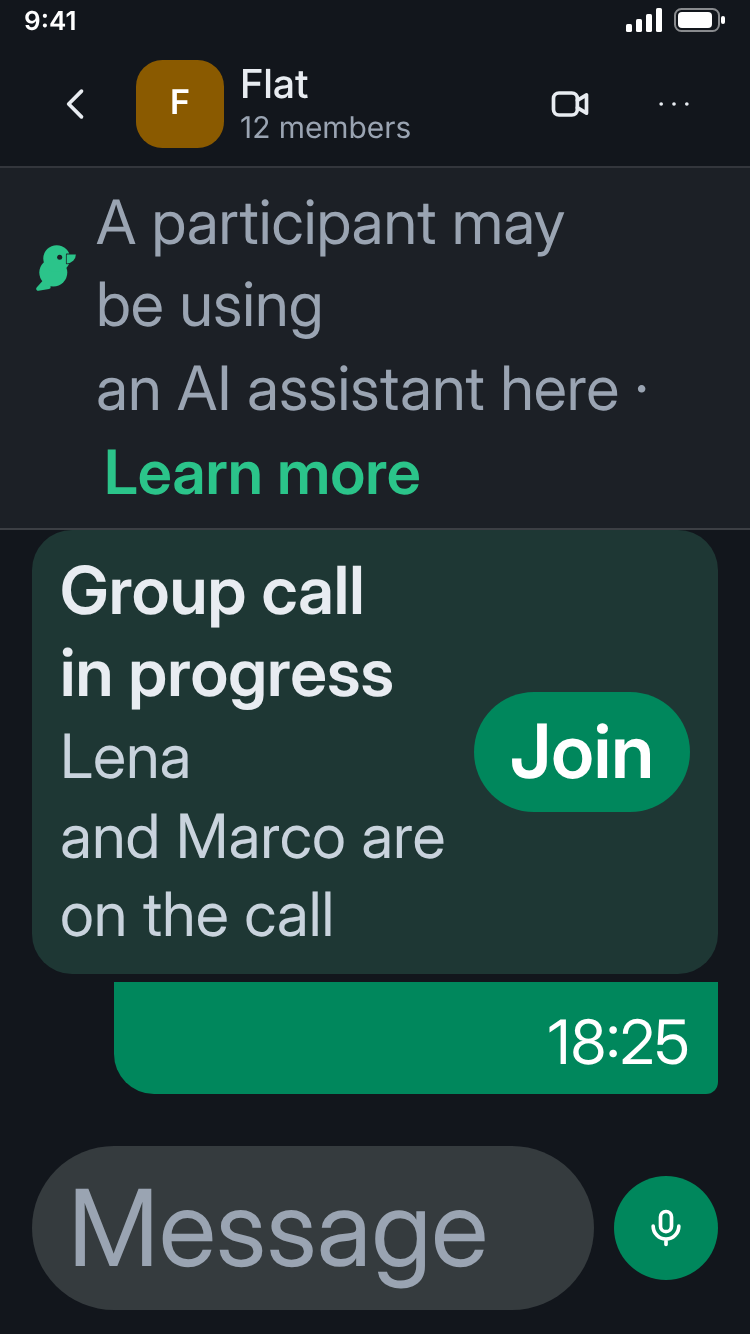 9:41
F
Flat
12 members
A participant may
be using
an AI assistant here ·
Learn more
Group call
in progress
Lena
and Marco are
on the call
Join
18:25
Message